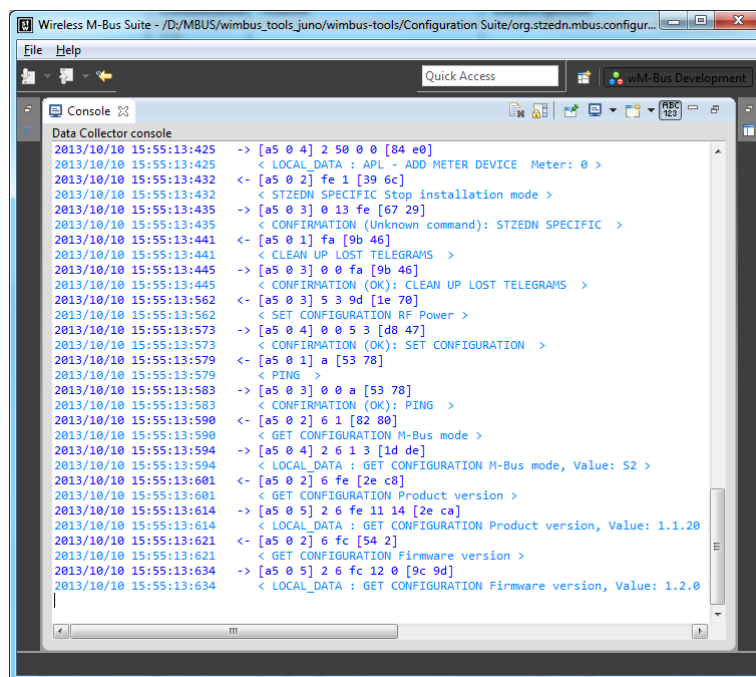 Wireless M-Bus Suite - /D:/MBUS/wimbus_tools_juno/wimbus-tools/Configuration Suite/org.stzedn.mbus.configur...
File Help
Quick Access
wM-Bus Development
Console
Data Collector console
2013/10/10 15:55:13:425 -> [a5 0 4] 2 50 0 0 [84 e0]
2013/10/10 15:55:13:425 < LOCAL_DATA : APL - ADD METER DEVICE Meter: 0 >
2013/10/10 15:55:13:432 <- [a5 0 2] fe 1 [39 6c]
2013/10/10 15:55:13:432 < STZEDN SPECIFIC Stop installation mode >
2013/10/10 15:55:13:435 -> [a5 0 3] 0 13 fe [67 29]
2013/10/10 15:55:13:435 < CONFIRMATION (Unknown command): STZEDN SPECIFIC >
2013/10/10 15:55:13:441 <- [a5 0 1] fa [9b 46]
2013/10/10 15:55:13:441 < CLEAN UP LOST TELEGRAMS >
2013/10/10 15:55:13:445 -> [a5 0 3] 0 0 fa [9b 46]
2013/10/10 15:55:13:445 < CONFIRMATION (OK): CLEAN UP LOST TELEGRAMS >
2013/10/10 15:55:13:562 <- [a5 0 3] 5 3 9d [1e 70]
2013/10/10 15:55:13:562 < SET CONFIGURATION RF Power >
2013/10/10 15:55:13:573 -> [a5 0 4] 0 0 5 3 [d8 47]
2013/10/10 15:55:13:573 < CONFIRMATION (OK): SET CONFIGURATION >
2013/10/10 15:55:13:579 <- [a5 0 1] a [53 78]
2013/10/10 15:55:13:579 < PING >
2013/10/10 15:55:13:583 -> [a5 0 3] 0 0 a [53 78]
2013/10/10 15:55:13:583 < CONFIRMATION (OK): PING >
2013/10/10 15:55:13:590 <- [a5 0 2] 6 1 [82 80]
2013/10/10 15:55:13:590 < GET CONFIGURATION M-Bus mode >
2013/10/10 15:55:13:594 -> [a5 0 4] 2 6 1 3 [1d de]
2013/10/10 15:55:13:594 < LOCAL_DATA : GET CONFIGURATION M-Bus mode, Value: S2 >
2013/10/10 15:55:13:601 <- [a5 0 2] 6 fe [2e c8]
2013/10/10 15:55:13:601 < GET CONFIGURATION Product version >
2013/10/10 15:55:13:614 -> [a5 0 5] 2 6 fe 11 14 [2e ca]
2013/10/10 15:55:13:614 < LOCAL_DATA : GET CONFIGURATION Product version, Value: 1.1.20
2013/10/10 15:55:13:621 <- [a5 0 2] 6 fc [54 2]
2013/10/10 15:55:13:621 < GET CONFIGURATION Firmware version >
2013/10/10 15:55:13:634 -> [a5 0 5] 2 6 fc 12 0 [9c 9d]
2013/10/10 15:55:13:634 < LOCAL_DATA : GET CONFIGURATION Firmware version, Value: 1.2.0